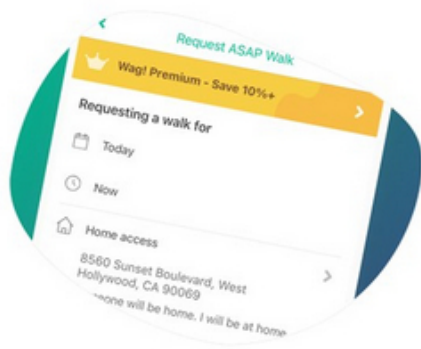 Request ASAP Walk
Wag! Premium - Save 10%+
Requesting a walk for
Today
Now
Home access
8560 Sunset Boulevard, West
Hollywood, CA 90069
will be home. I will be at home